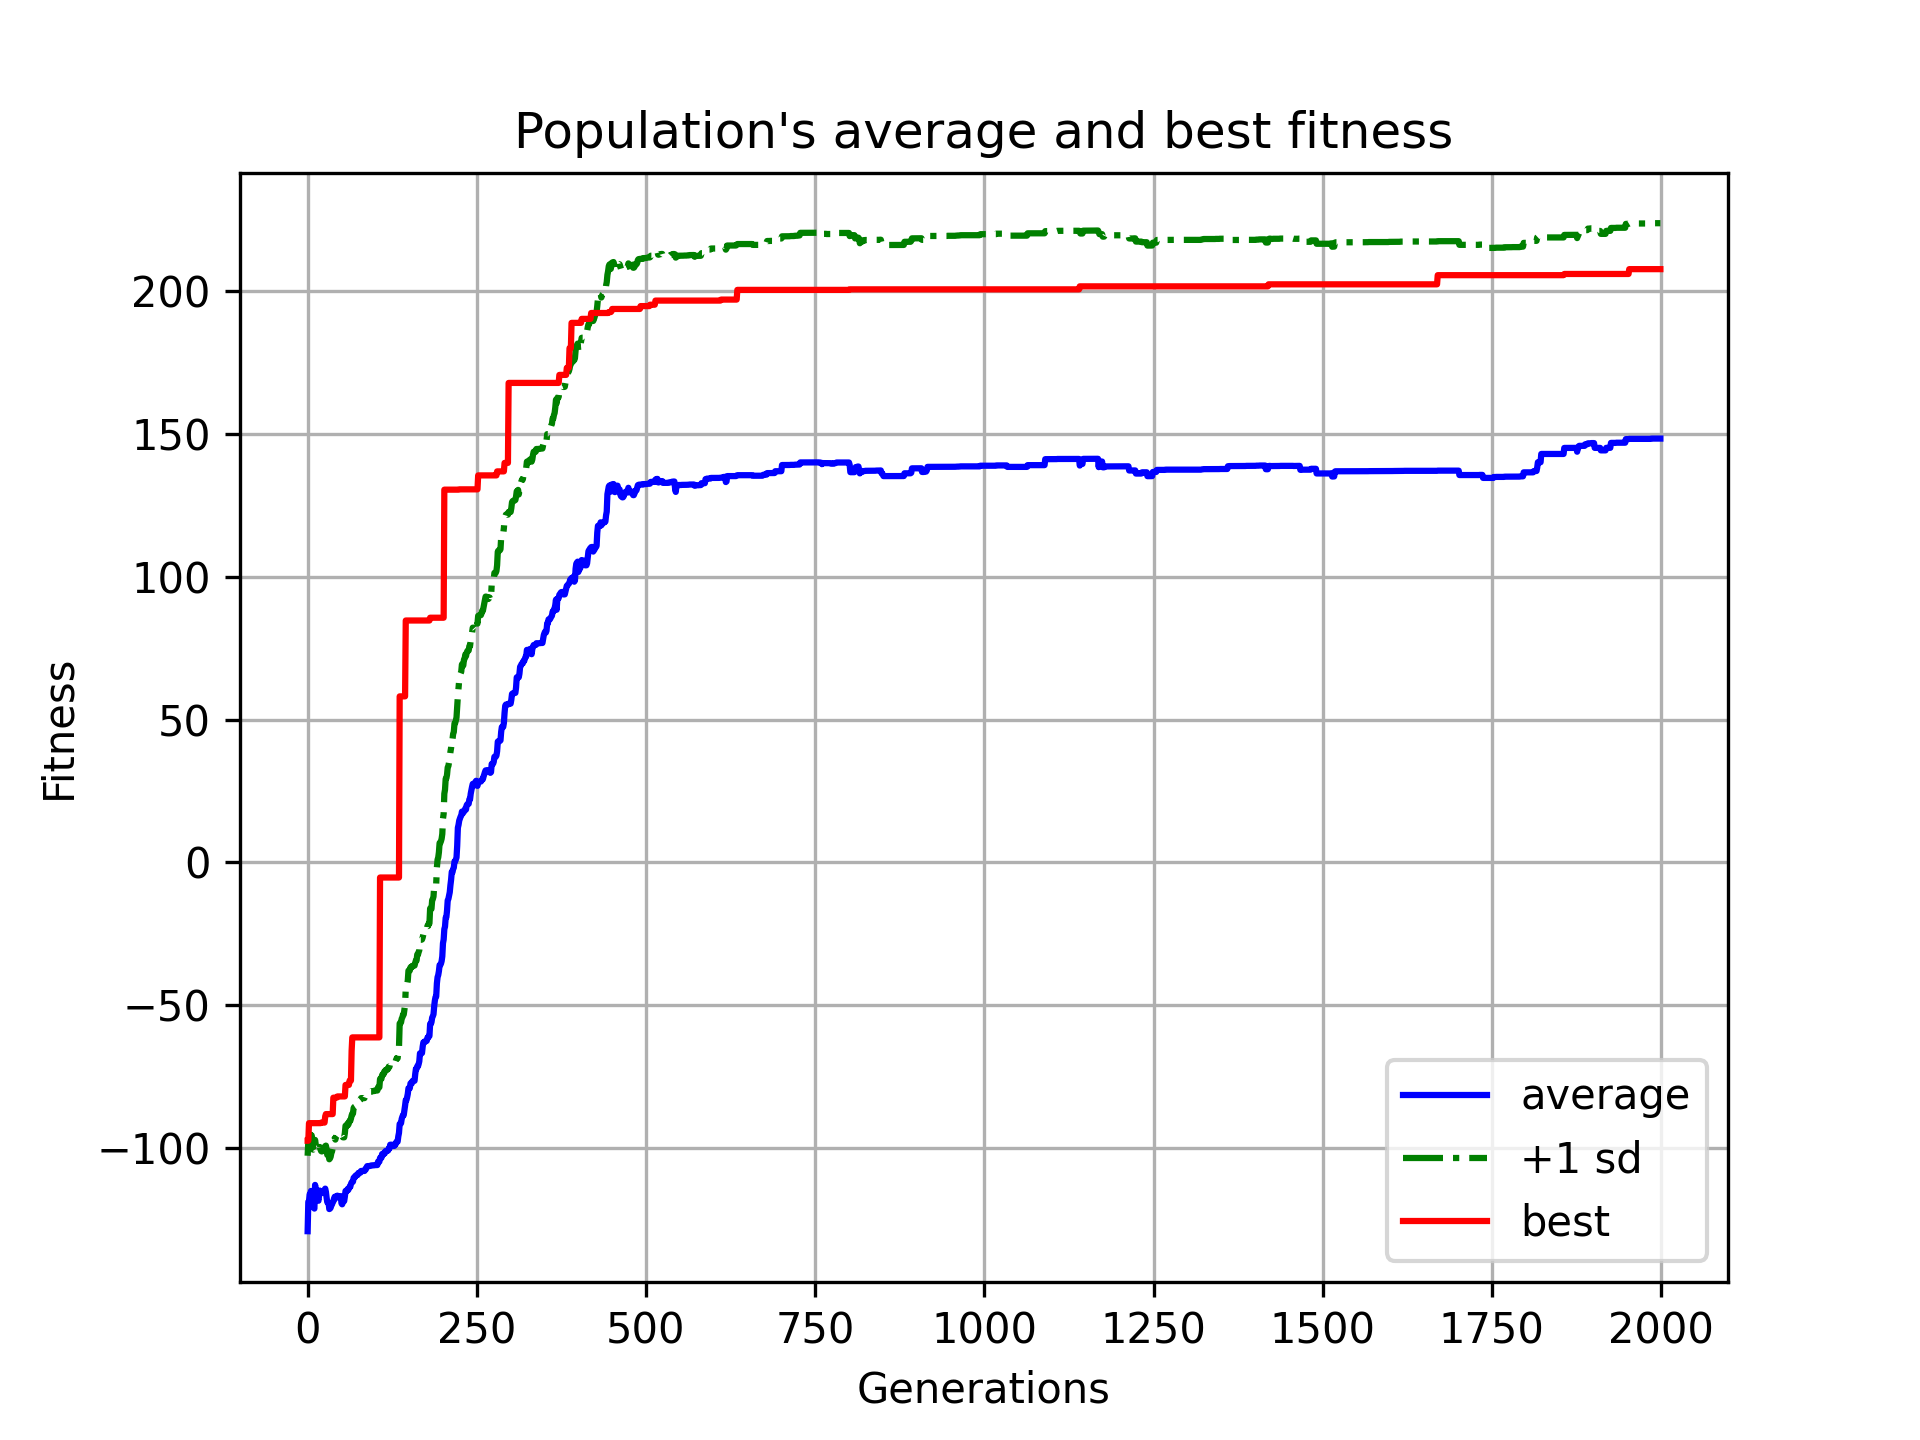 Population's average and best fitness
Fitness
200
150
100
50
0
−50
−100
average
+1 sd
best
0 250 500 750 1000 1250 1500 1750 2000
Generations